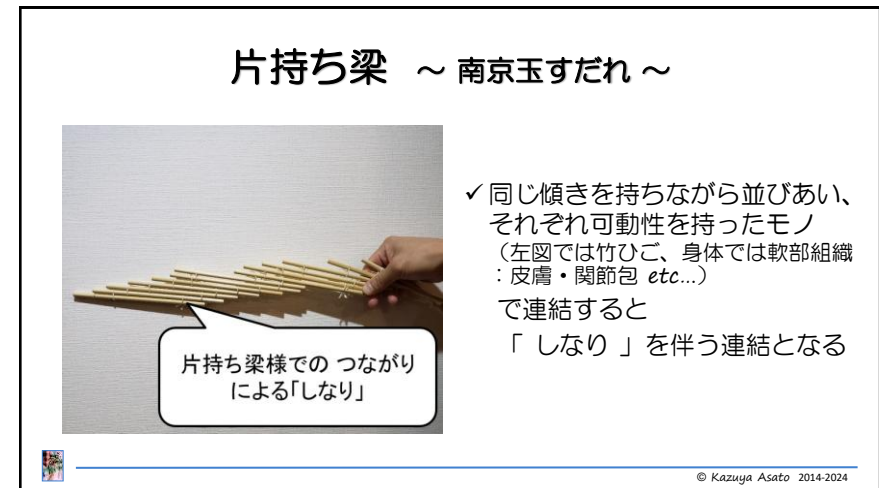 片持ち梁 ～ 南京玉すだれ ～
片持ち梁様での つながり
による「しなり」
✓ 同じ傾きを持ちながら並びあい、
それぞれ可動性を持ったモノ
（左図では竹ひご、身体では軟部組織
：皮膚・関節包 etc…）
で連結すると
「 しなり 」を伴う連結となる
© Kazuya Asato 2014-2024